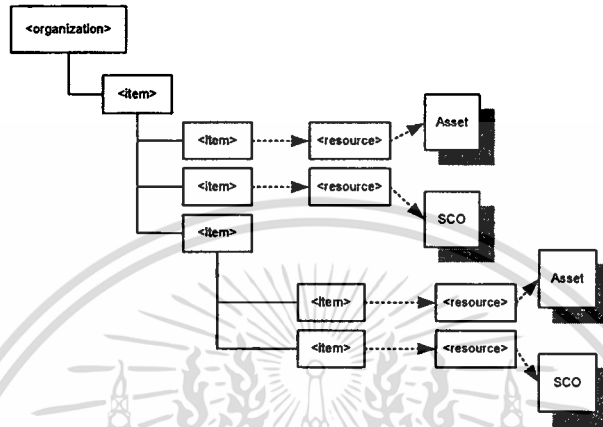 <organization>
<item>
<item>
<resource>
Asset
<item>
<resource>
SCO
<item>
<item>
<resource>
Asset
<item>
<resource>
SCO